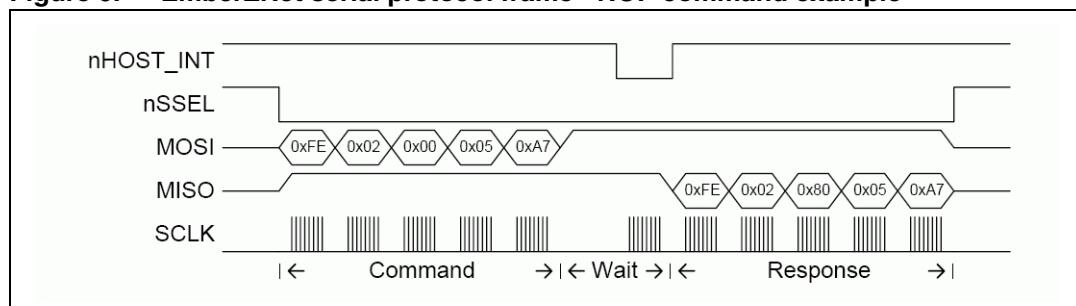 nHOST_INT
nSSEL
MOSI 0xFE 0x02 0x00 0x05 0xA7
MISO 0xFE 0x02 0x80 0x05 0xA7
SCLK
|← Command →|← Wait →|← Response →|